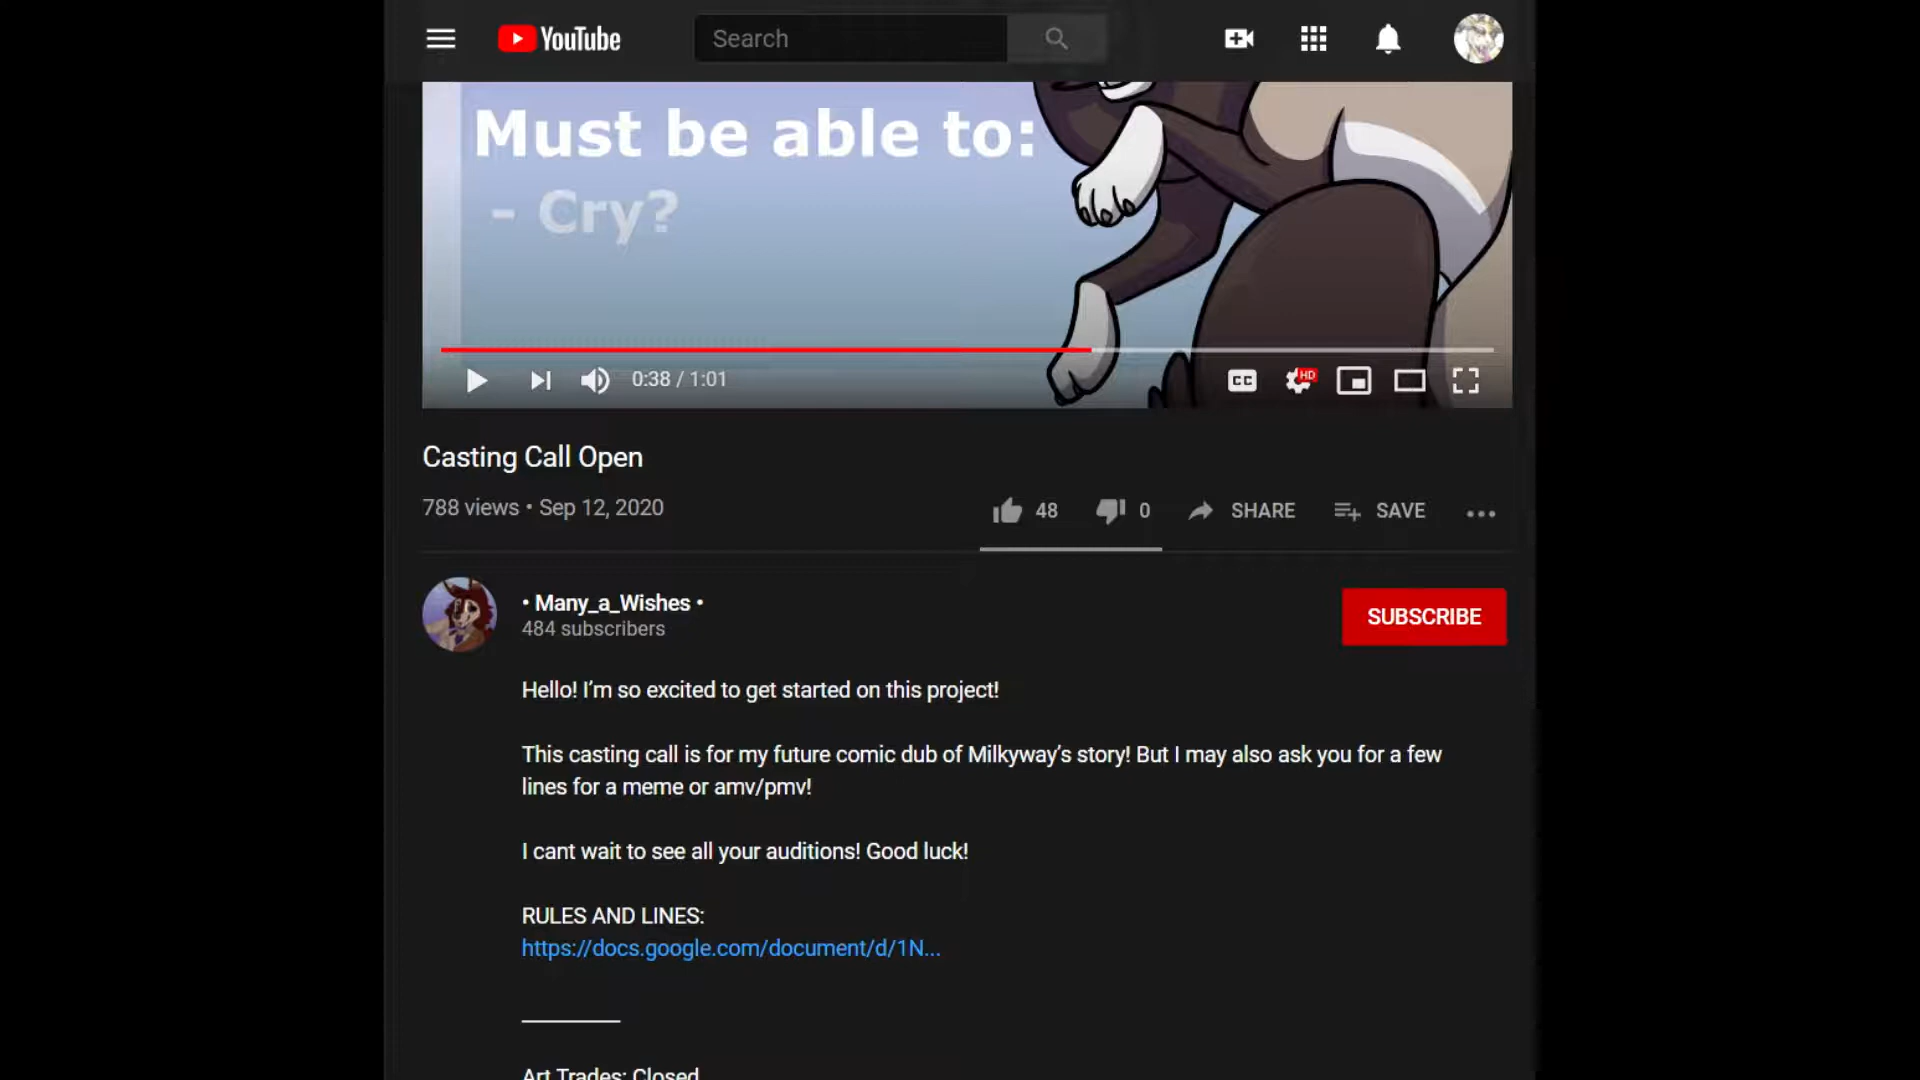 YouTube
Search
Must be able to:
- Cry?
0:38 / 1:01
CC
HD
Casting Call Open
788 views • Sep 12, 2020
48
0
SHARE
SAVE
• Many_a_Wishes •
484 subscribers
SUBSCRIBE
Hello! I’m so excited to get started on this project!
This casting call is for my future comic dub of Milkyway’s story! But I may also ask you for a few
lines for a meme or amv/pmv!
I cant wait to see all your auditions! Good luck!
RULES AND LINES:
https://docs.google.com/document/d/1N...
Art Trades: Closed